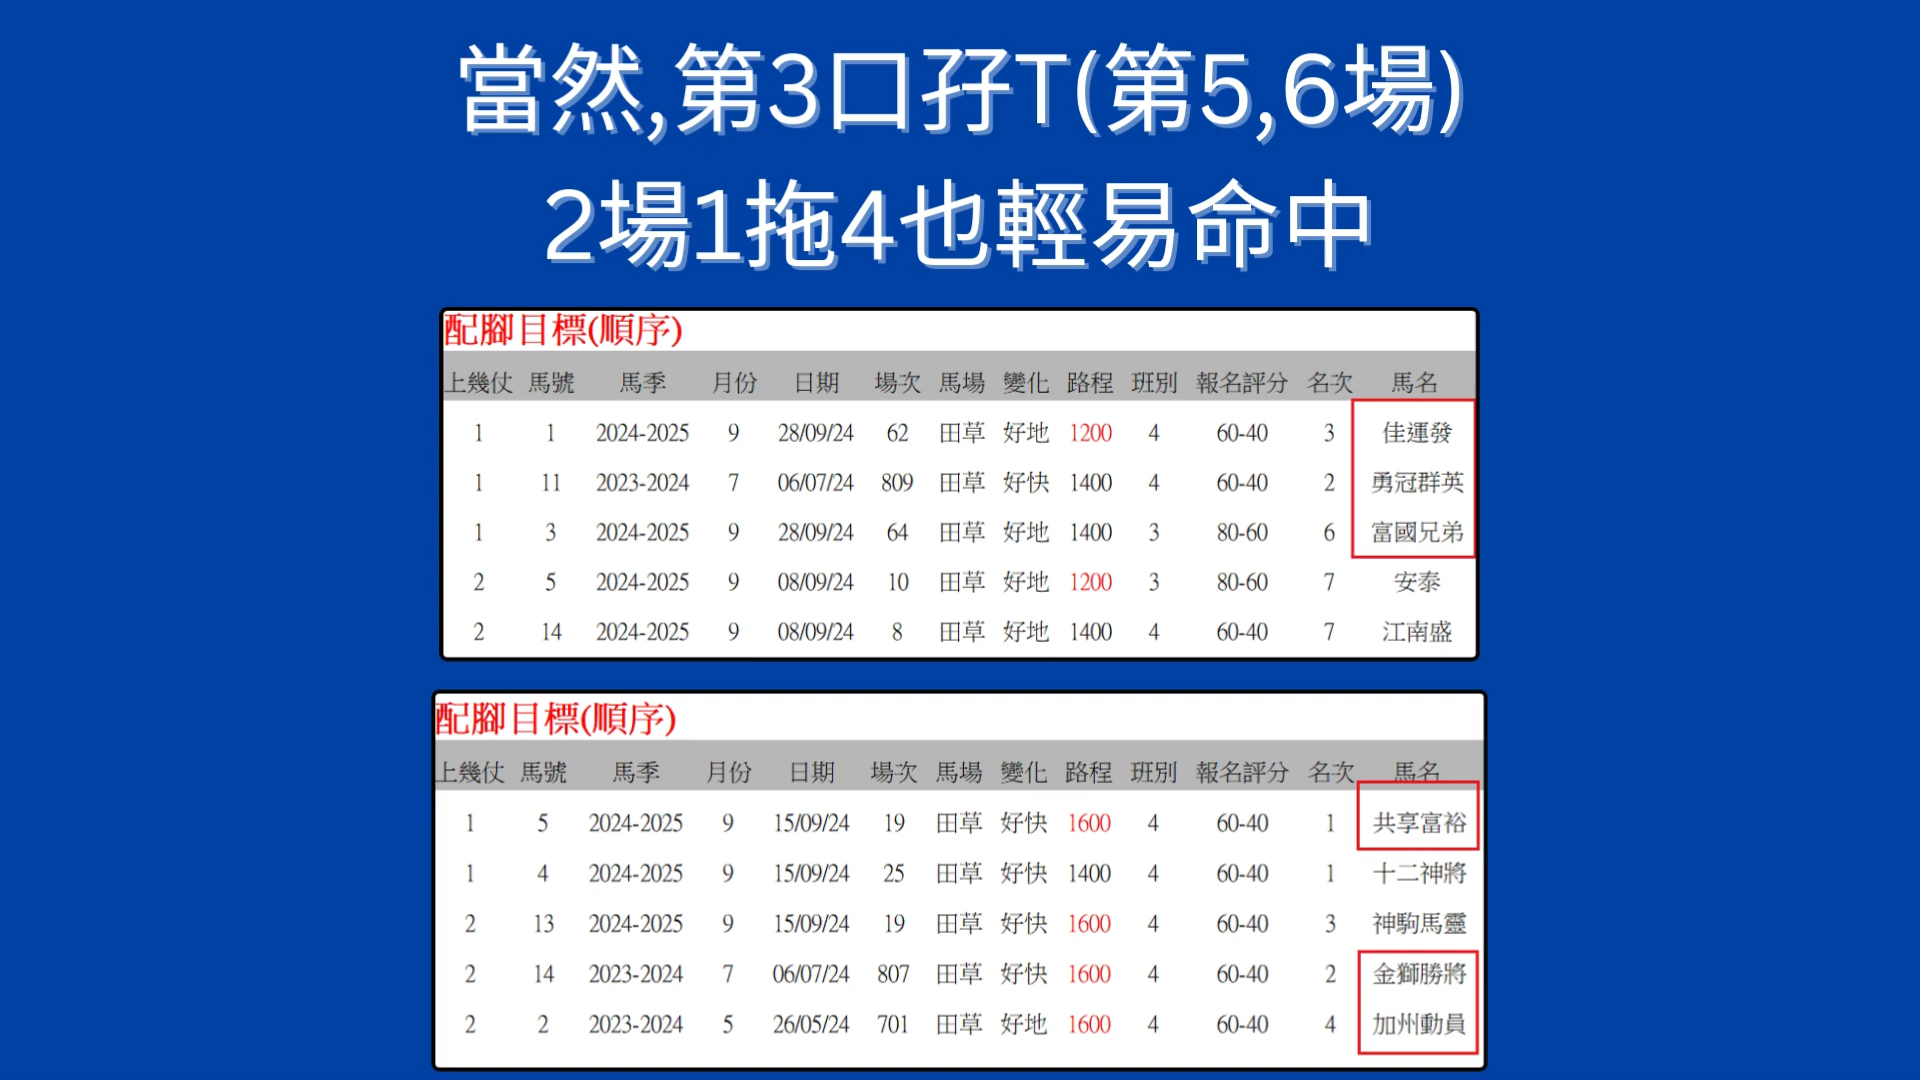 當然,第3口孖T(第5,6場)
2場1拖4也輕易命中
配腳目標(順序)
上幾仗 馬號 馬季 月份 日期 場次 馬場 變化 路程 班別 報名評分 名次 馬名
1 1 2024-2025 9 28/09/24 62 田草 好地 1200 4 60-40 3 佳運發
1 11 2023-2024 7 06/07/24 809 田草 好快 1400 4 60-40 2 勇冠群英
1 3 2024-2025 9 28/09/24 64 田草 好地 1400 3 80-60 6 富國兄弟
2 5 2024-2025 9 08/09/24 10 田草 好地 1200 3 80-60 7 安泰
2 14 2024-2025 9 08/09/24 8 田草 好地 1400 4 60-40 7 江南盛
配腳目標(順序)
上幾仗 馬號 馬季 月份 日期 場次 馬場 變化 路程 班別 報名評分 名次 馬名
1 5 2024-2025 9 15/09/24 19 田草 好快 1600 4 60-40 1 共享富裕
1 4 2024-2025 9 15/09/24 25 田草 好快 1400 4 60-40 1 十二神將
2 13 2024-2025 9 15/09/24 19 田草 好快 1600 4 60-40 3 神駒馬靈
2 14 2023-2024 7 06/07/24 807 田草 好快 1600 4 60-40 2 金獅勝將
2 2 2023-2024 5 26/05/24 701 田草 好地 1600 4 60-40 4 加州動員